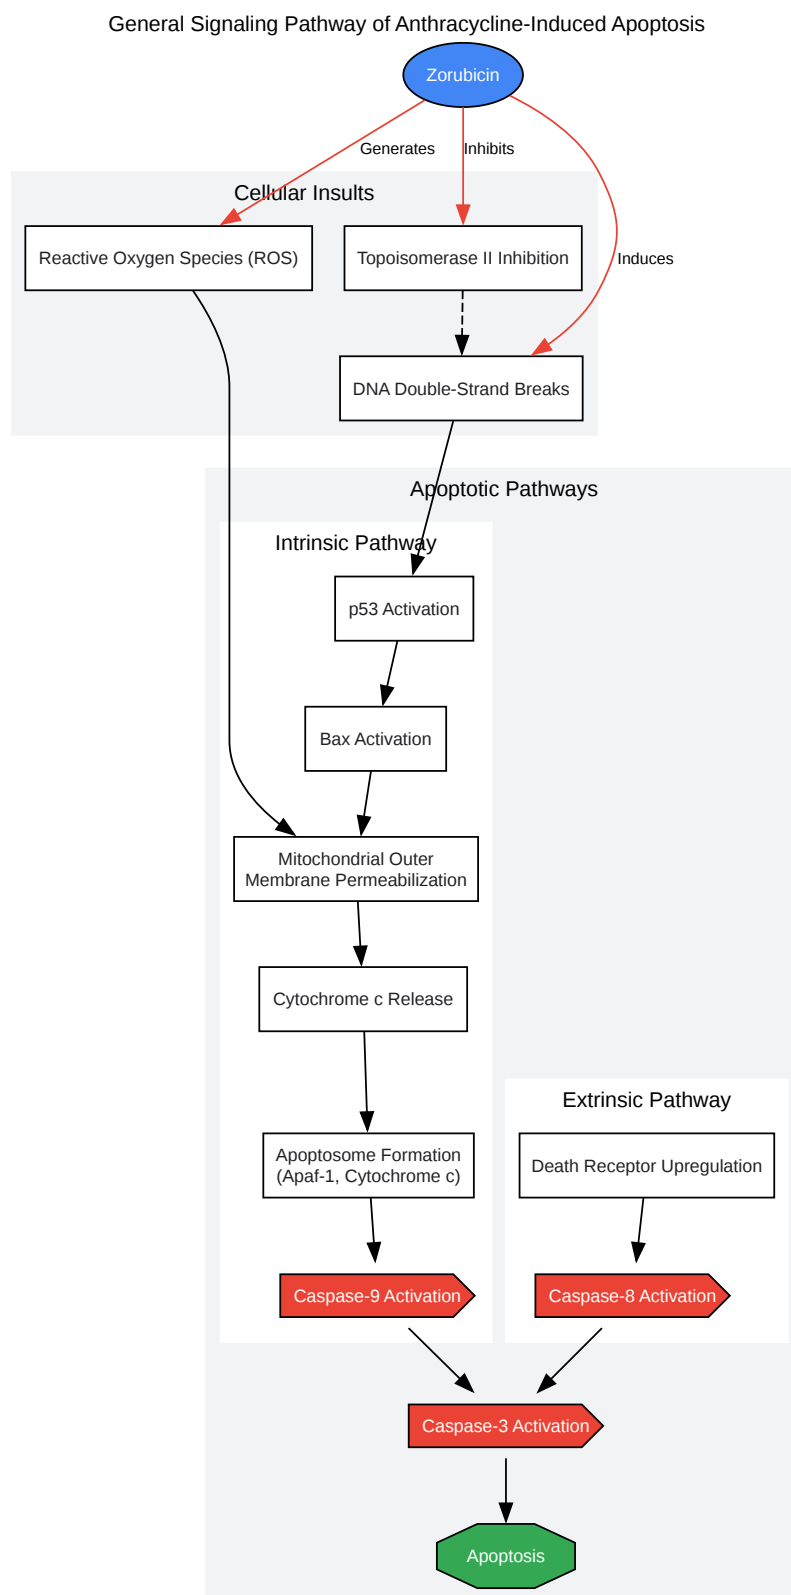 General Signaling Pathway of Anthracycline-Induced Apoptosis
Zorubicin
Generates
Inhibits
Cellular Insults
Reactive Oxygen Species (ROS)
Topoisomerase II Inhibition
Induces
DNA Double-Strand Breaks
Apoptotic Pathways
Intrinsic Pathway
p53 Activation
Bax Activation
Mitochondrial Outer
Membrane Permeabilization
Cytochrome c Release
Extrinsic Pathway
Apoptosome Formation
(Apaf-1, Cytochrome c)
Death Receptor Upregulation
Caspase-9 Activation
Caspase-8 Activation
Caspase-3 Activation
Apoptosis